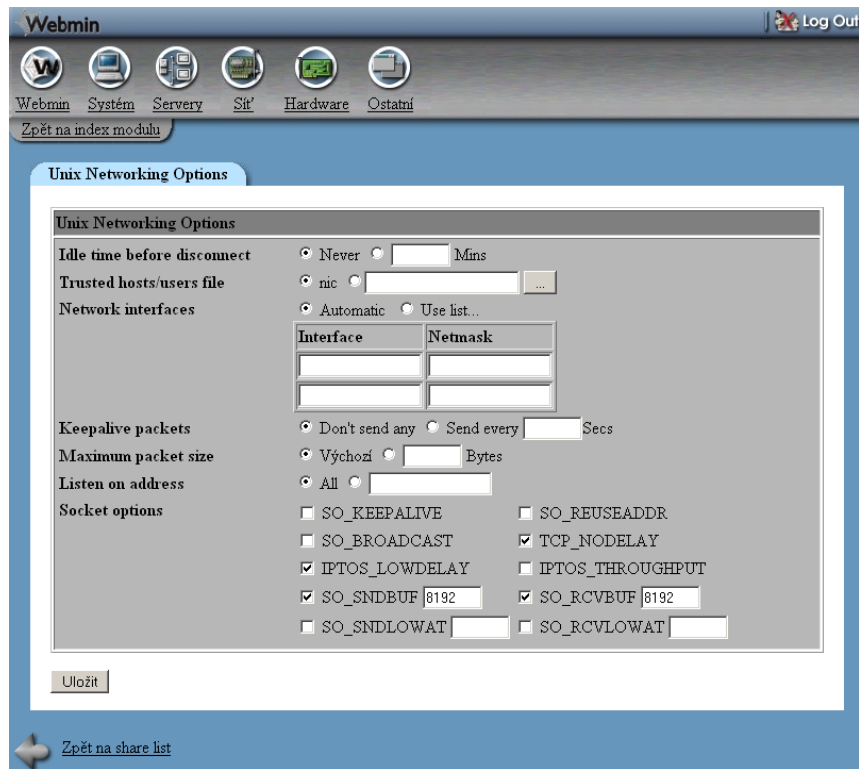 Webmin
Log Out
Webmin Systém Servery Síť Hardware Ostatní
Zpět na index modulu
Unix Networking Options
Unix Networking Options
Idle time before disconnect Never Mins
Trusted hosts/users file nic ...
Network interfaces Automatic Use list...
Interface Netmask
Keepalive packets Don't send any Send every Secs
Maximum packet size Výchozí Bytes
Listen on address All
Socket options SO_KEEPALIVE SO_REUSEADDR
SO_BROADCAST TCP_NODELAY
IPTOS_LOWDELAY IPTOS_THROUGHPUT
SO_SNDBUF 8192 SO_RCVBUF 8192
SO_SNDLOWAT SO_RCVLOWAT
Uložit
Zpět na share list